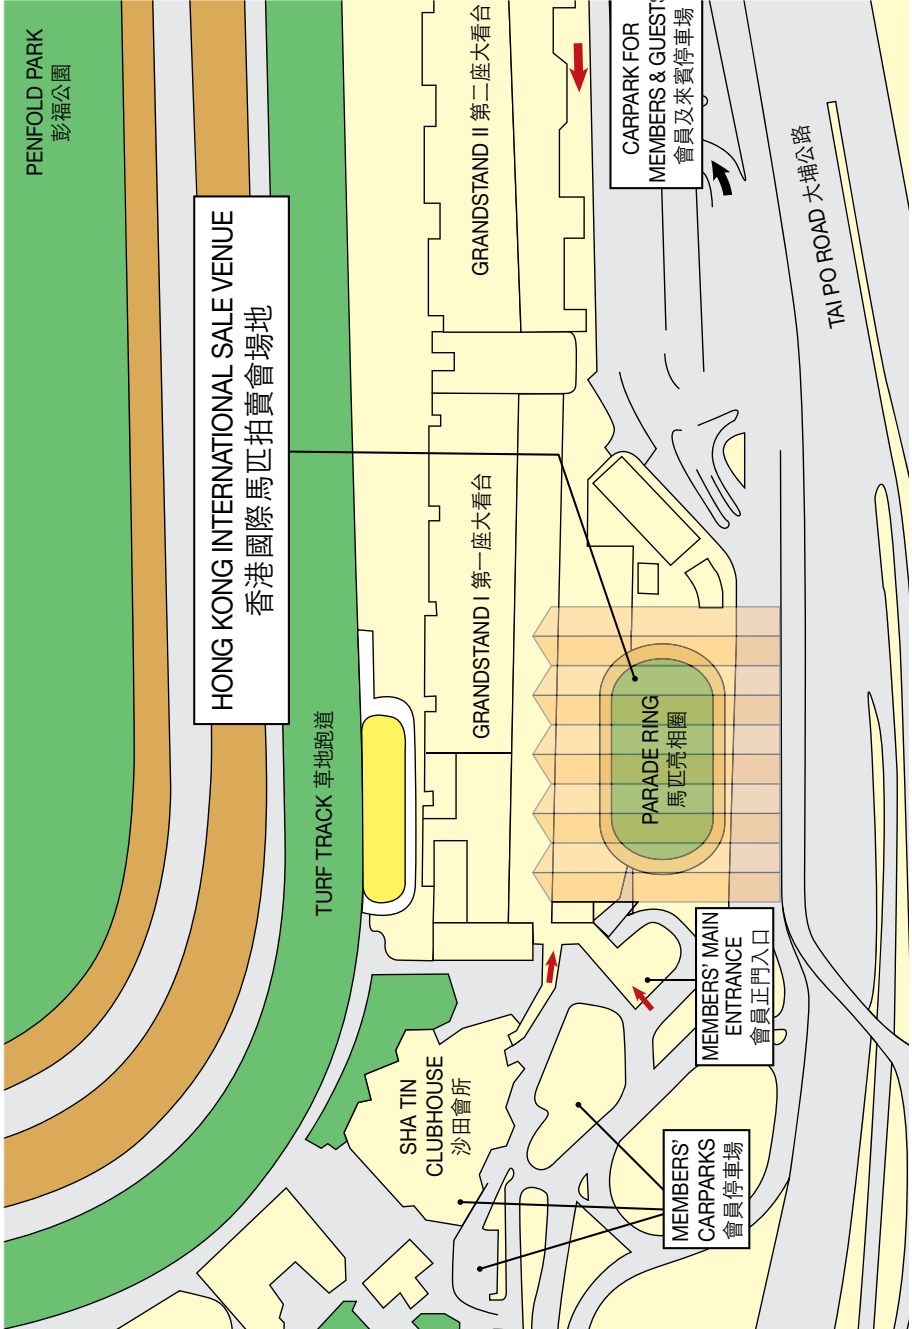 PENFOLD PARK
彭福公園
HONG KONG INTERNATIONAL SALE VENUE
香港國際馬匹拍賣會場地
TURF TRACK 草地跑道
GRANDSTAND II 第二座大看台
GRANDSTAND I 第一座大看台
CARPARK FOR
MEMBERS & GUESTS
會員及來賓停車場
TAI PO ROAD 大埔公路
PARADE RING
馬匹亮相圈
MEMBERS' MAIN
ENTRANCE
會員正門入口
SHA TIN
CLUBHOUSE
沙田會所
MEMBERS'
CARPARKS
會員停車場